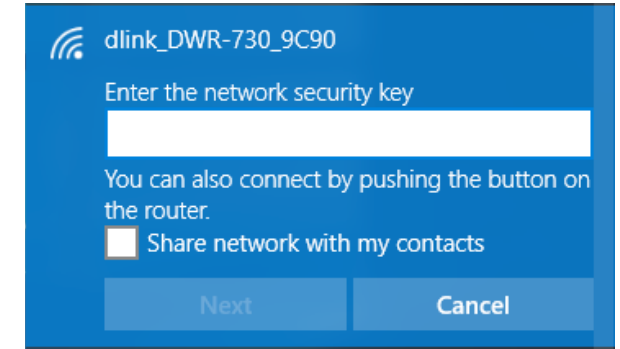 dlink_DWR-730_9C90
Enter the network security key
You can also connect by pushing the button on
the router.
Share network with my contacts
Next
Cancel